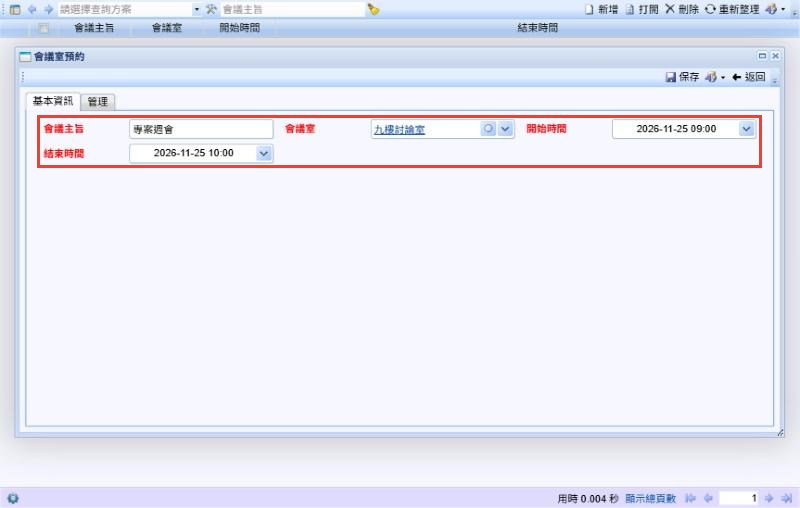 請選擇查詢方案 會議主旨 新增 打開 刪除 重新整理
會議主旨 會議室 開始時間 結束時間
會議室預約
保存 返回
基本資訊 管理
會議主旨 專案週會 會議室 九樓討論室 開始時間 2026-11-25 09:00
結束時間 2026-11-25 10:00
用時 0.004 秒 顯示總頁數 1